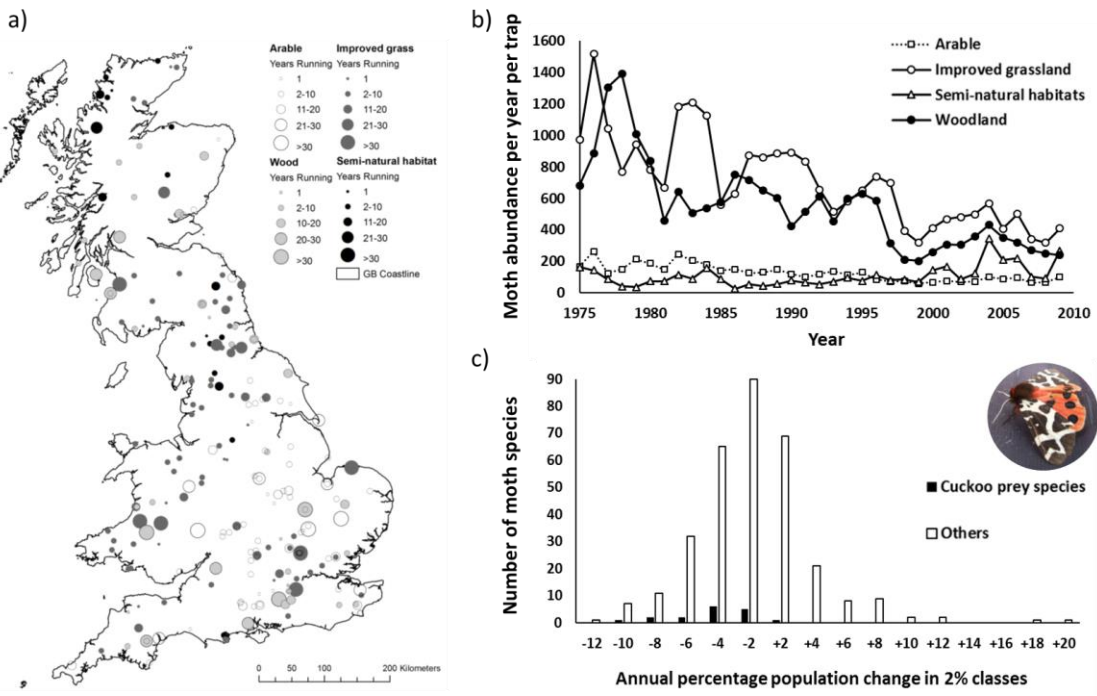 a)
Arable Improved grass
Years Running Years Running
1 1
2-10 2-10
11-20 11-20
21-30 21-30
>30 >30
Wood Semi-natural habitat
Years Running Years Running
1 1
2-10 2-10
10-20 11-20
20-30 21-30
>30 >30
GB Coastline
0 50 100 200 Kilometers
b)
Moth abundance per year per trap
1600
1400
1200
1000
800
600
400
200
0
Arable
Improved grassland
Semi-natural habitats
Woodland
1975 1980 1985 1990 1995 2000 2005 2010
Year
c)
Number of moth species
90
80
70
60
50
40
30
20
10
0
Cuckoo prey species
Others
-12 -10 -8 -6 -4 -2 +2 +4 +6 +8 +10 +12 +14 +16 +18 +20
Annual percentage population change in 2% classes